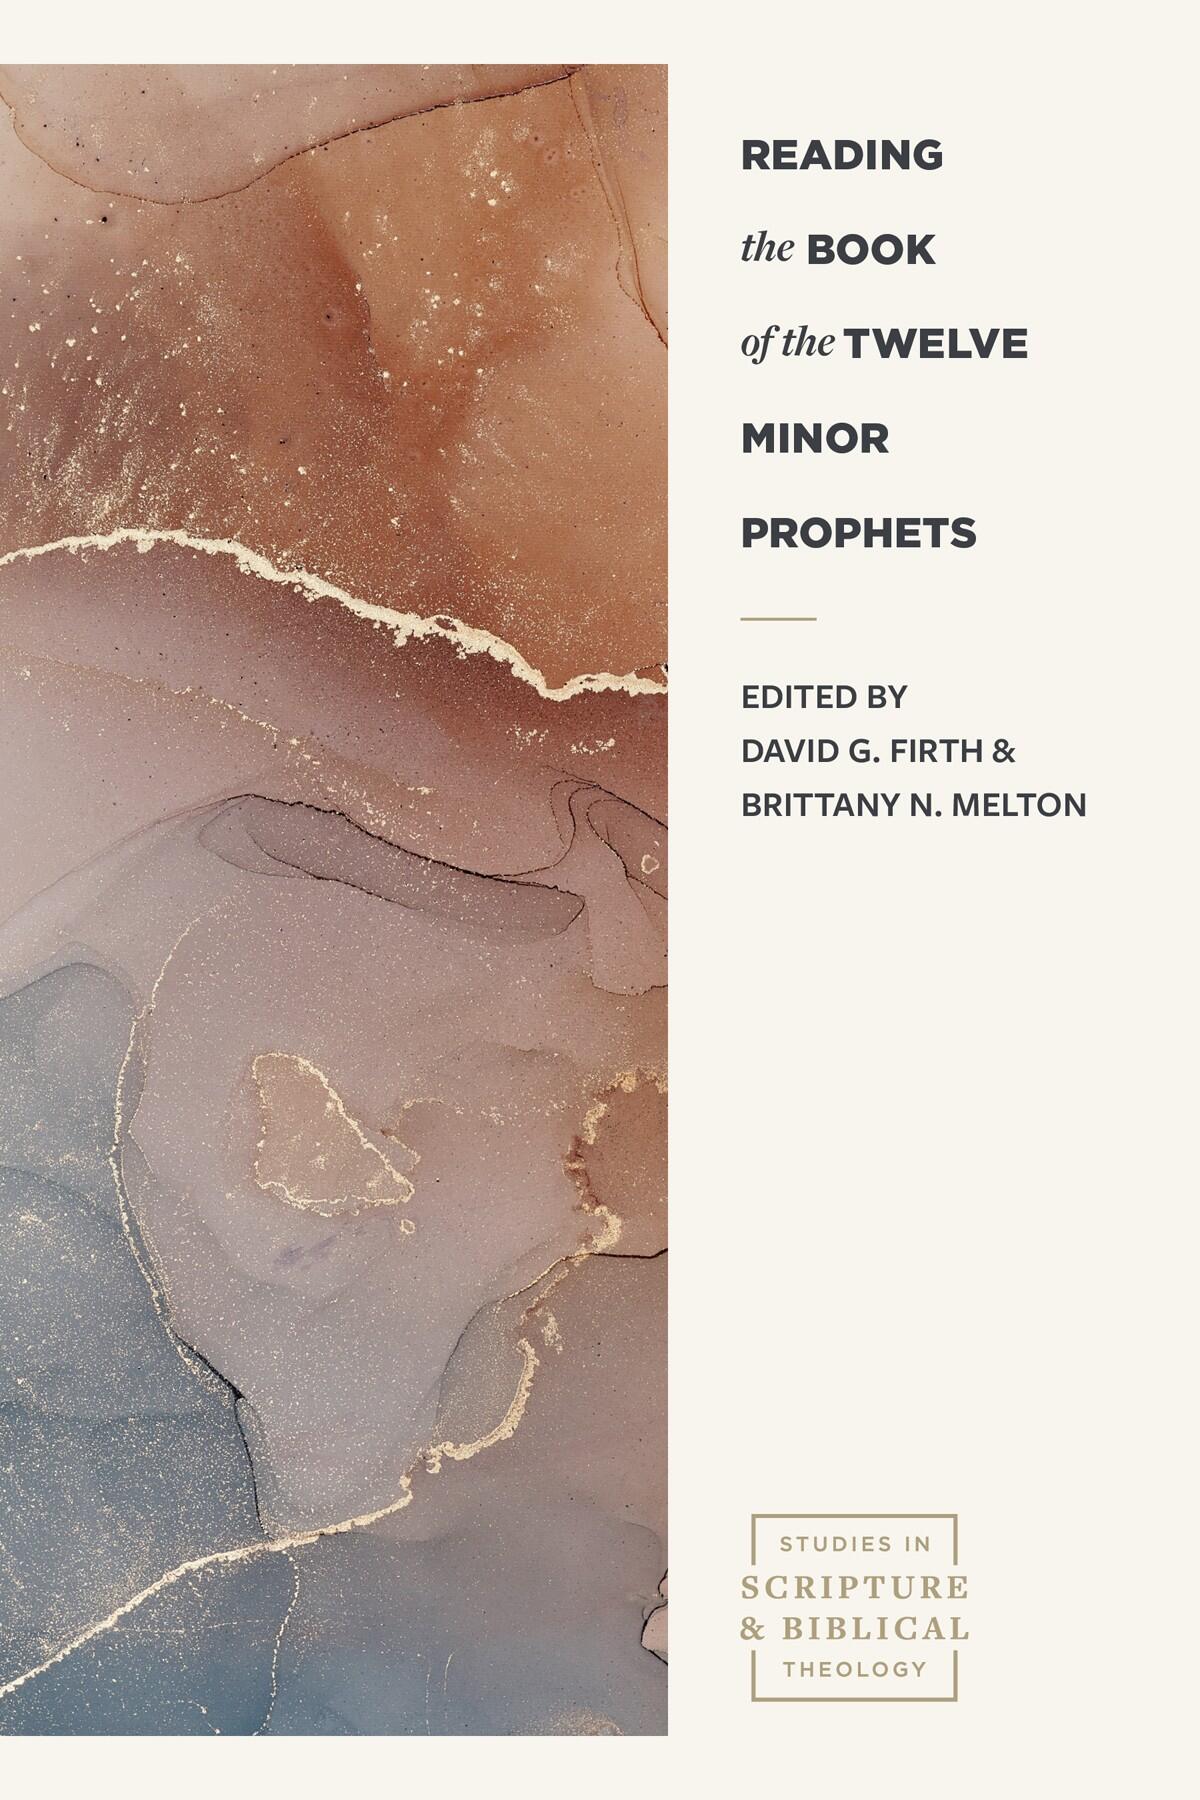 READING
the BOOK
of the TWELVE
MINOR
PROPHETS
EDITED BY
DAVID G. FIRTH &
BRITTANY N. MELTON
STUDIES IN
SCRIPTURE
& BIBLICAL
THEOLOGY